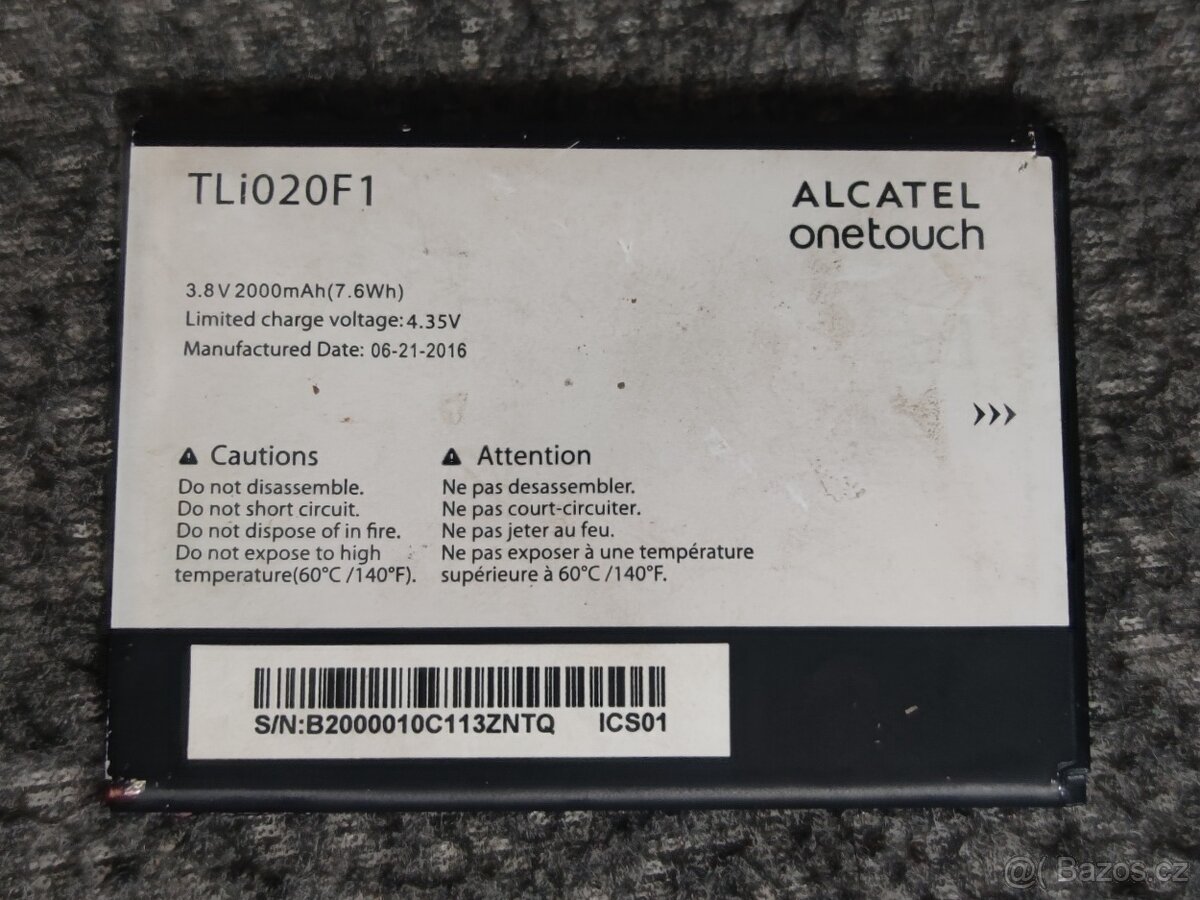 TLi020F1
ALCATEL
onetouch
3.8V 2000mAh(7.6Wh)
Limited charge voltage: 4.35V
Manufactured Date: 06-21-2016
Cautions
Do not disassemble.
Do not short circuit.
Do not dispose of in fire.
Do not expose to high
temperature(60°C /140°F).
Attention
Ne pas desassembler.
Ne pas court-circuiter.
Ne pas jeter au feu.
Ne pas exposer à une température
supérieure à 60°C /140°F.
S/N:B2000010C113ZNTQ ICS01
@( Bazos.cz